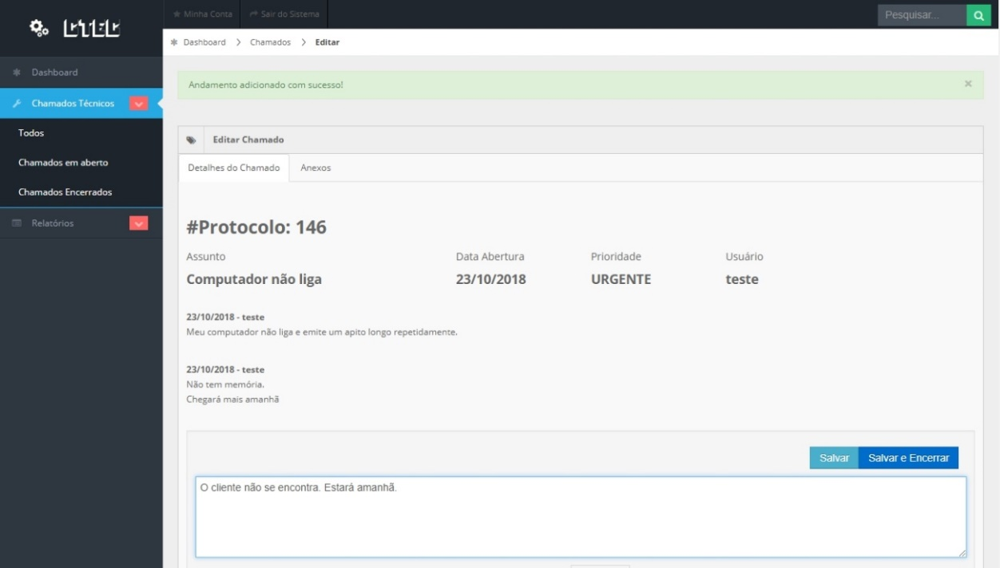 Minha Conta Sair do Sistema Pesquisar...
CTEC
Dashboard > Chamados > Editar
Dashboard
Chamados Técnicos
Todos
Chamados em aberto
Chamados Encerrados
Relatórios
Andamento adicionado com sucesso! ×
Editar Chamado
Detalhes do Chamado Anexos
#Protocolo: 146
Assunto Data Abertura Prioridade Usuário
Computador não liga 23/10/2018 URGENTE teste
23/10/2018 - teste
Meu computador não liga e emite um apito longo repetidamente.
23/10/2018 - teste
Não tem memória.
Chegará mais amanhã
Salvar Salvar e Encerrar
O cliente não se encontra. Estará amanhã.